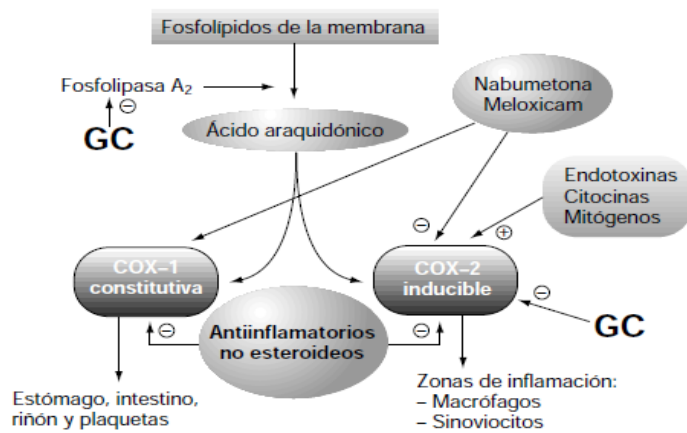 Fosfolípidos de la membrana
Fosfolipasa A₂
⊖
GC
Ácido araquidónico
Nabumetona
Meloxicam
Endotoxinas
Citocinas
Mitógenos
⊖
⊕
COX–1
constitutiva
COX–2
inducible
⊖
GC
⊖
Antiinflamatorios
no esteroideos
⊖
Estómago, intestino,
riñón y plaquetas
Zonas de inflamación:
– Macrófagos
– Sinoviocitos